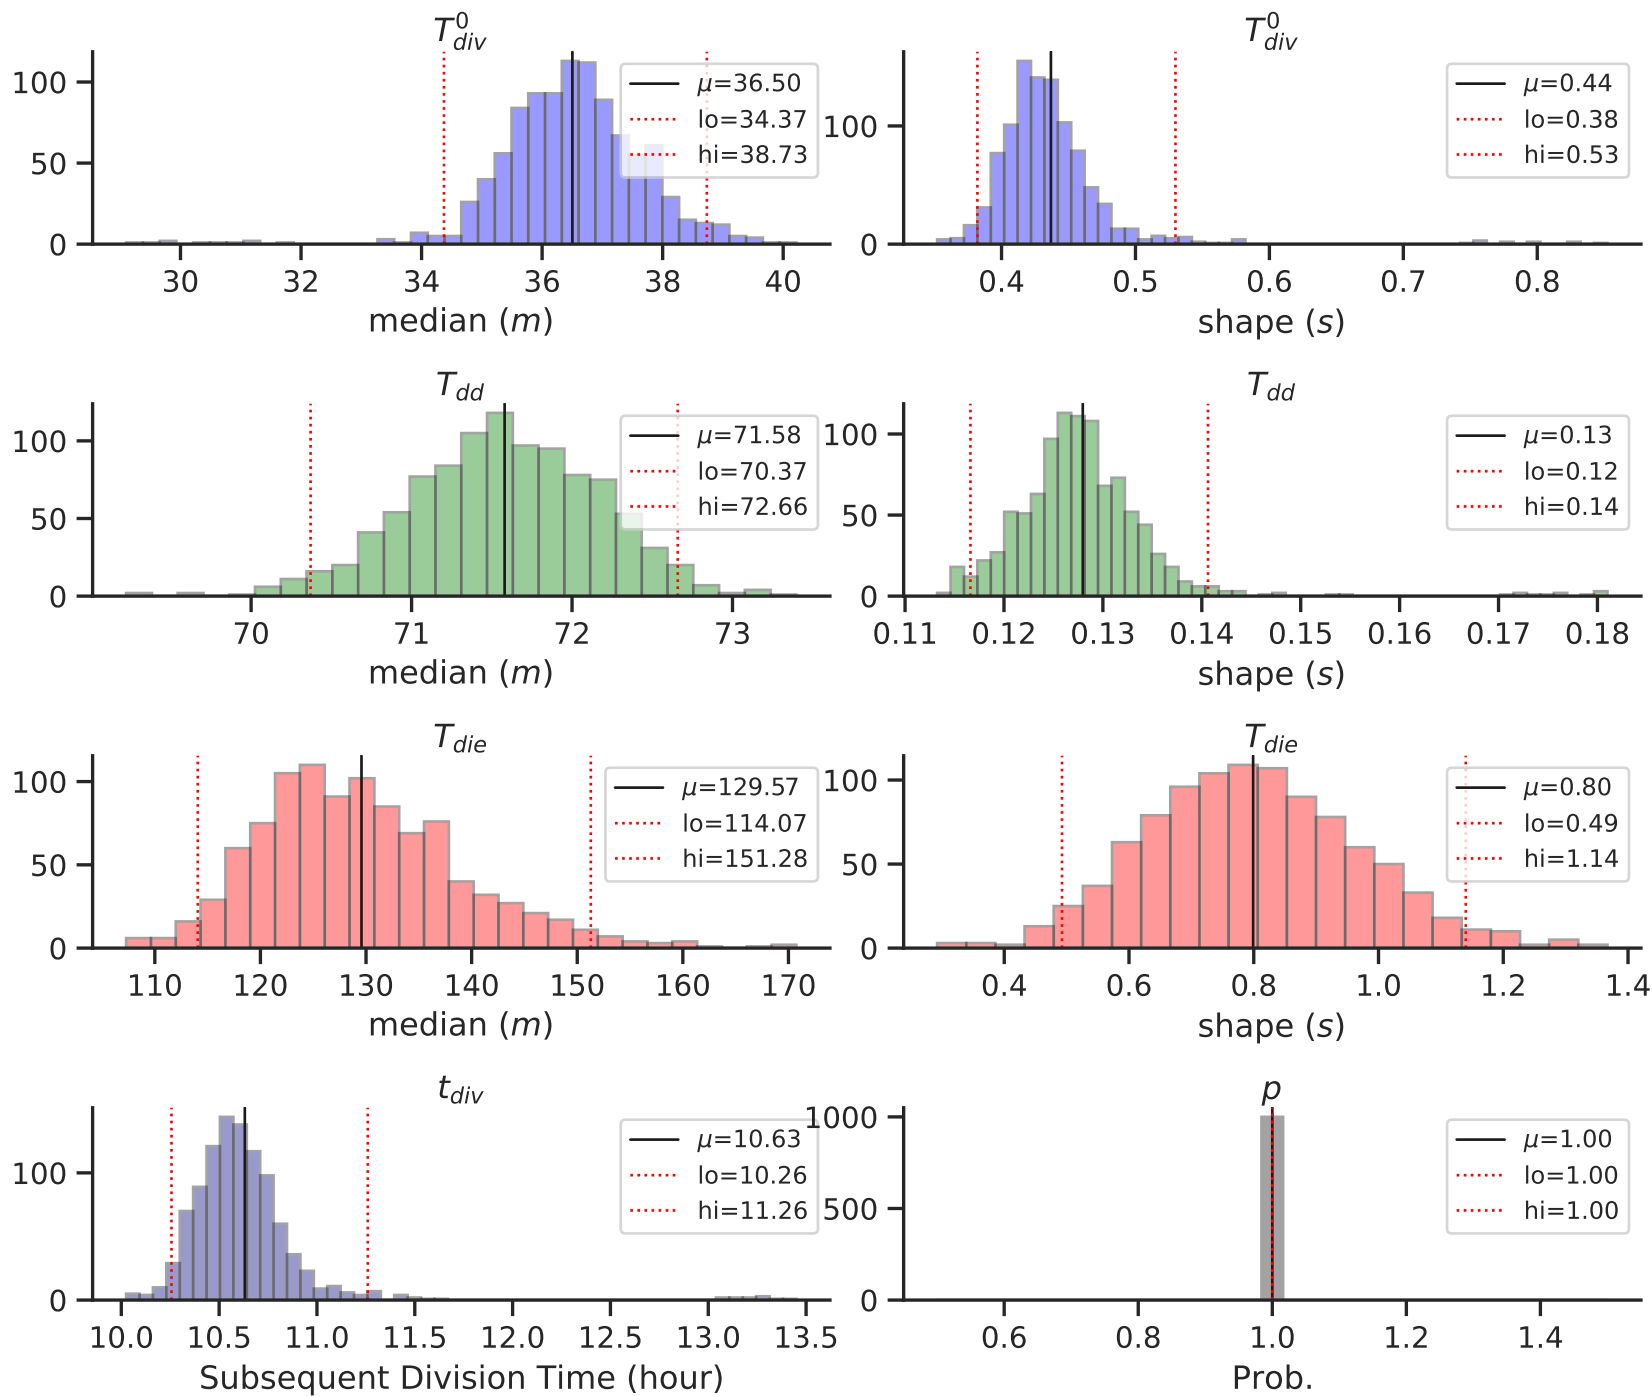 T⁰div
T⁰div
μ=36.50
lo=34.37
hi=38.73
μ=0.44
lo=0.38
hi=0.53
100
50
0
100
0
30 32 34 36 38 40
0.4 0.5 0.6 0.7 0.8
median (m)
shape (s)
Tdd
Tdd
μ=71.58
lo=70.37
hi=72.66
μ=0.13
lo=0.12
hi=0.14
100
50
0
100
50
0
70 71 72 73
0.11 0.12 0.13 0.14 0.15 0.16 0.17 0.18
median (m)
shape (s)
Tdie
Tdie
μ=129.57
lo=114.07
hi=151.28
μ=0.80
lo=0.49
hi=1.14
100
50
0
100
50
0
110 120 130 140 150 160 170
0.4 0.6 0.8 1.0 1.2 1.4
median (m)
shape (s)
tdiv
p
μ=10.63
lo=10.26
hi=11.26
μ=1.00
lo=1.00
hi=1.00
100
0
1000
500
0
10.0 10.5 11.0 11.5 12.0 12.5 13.0 13.5
0.6 0.8 1.0 1.2 1.4
Subsequent Division Time (hour)
Prob.